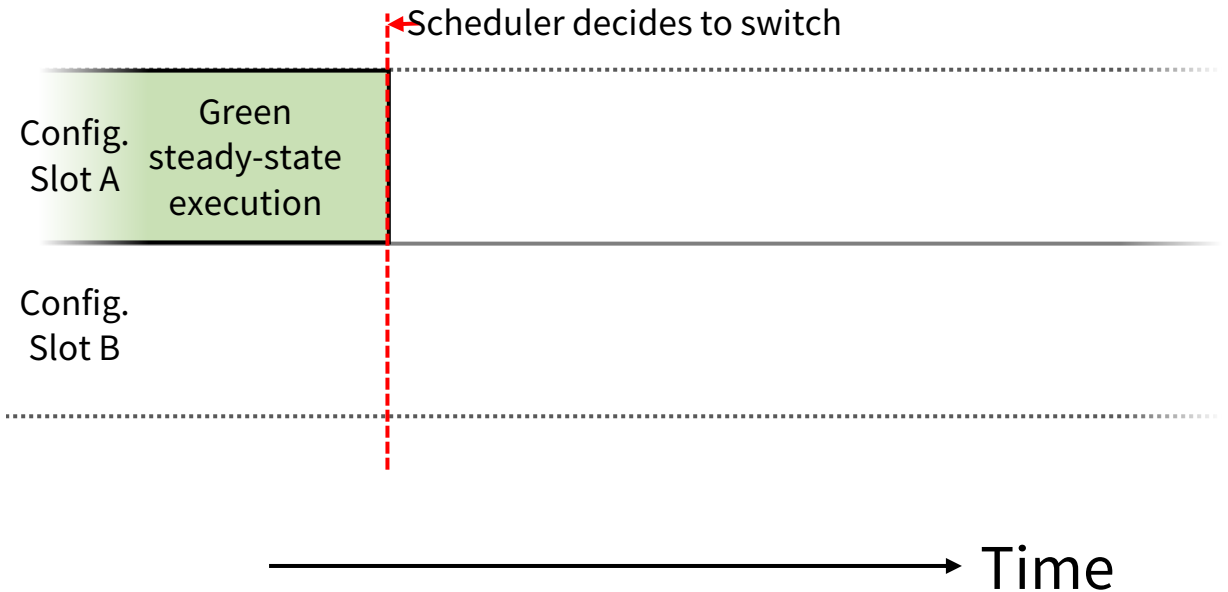 Scheduler decides to switch
Config.
Slot A
Green
steady-state
execution
Config.
Slot B
Time